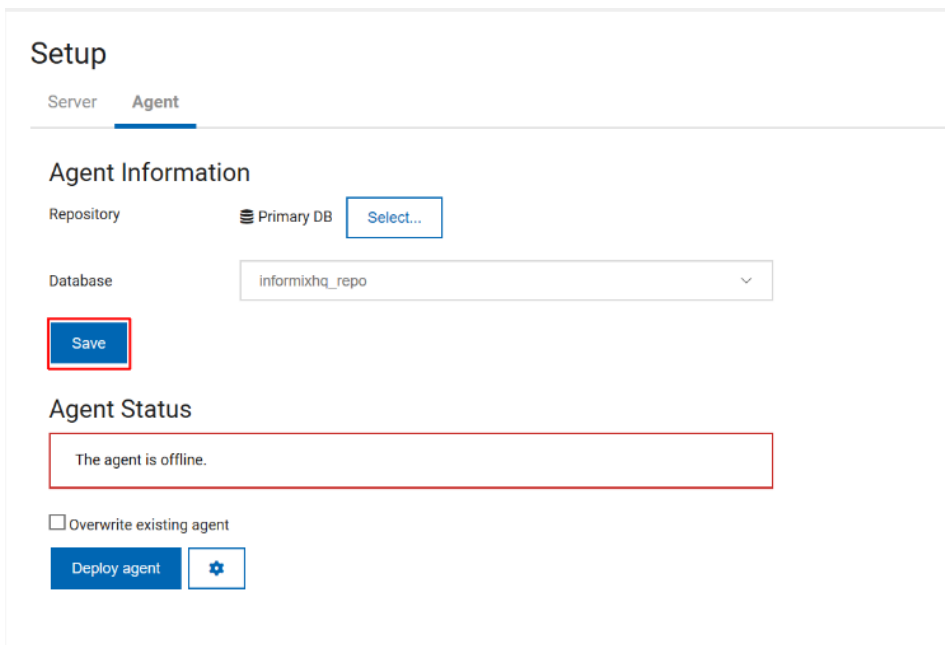 Setup
Server Agent
Agent Information
Repository Primary DB Select...
Database informixhq_repo
Save
Agent Status
The agent is offline.
Overwrite existing agent
Deploy agent